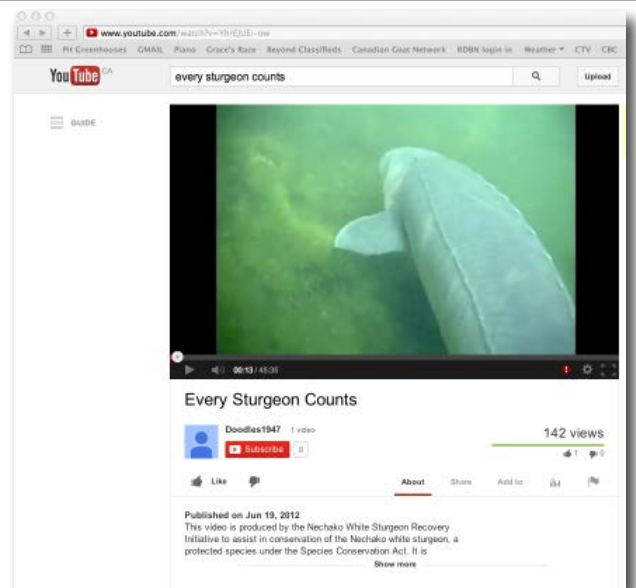 www.youtube.com/watch?v=YhrEJUEi-ow
Pit Greenhouses GMAIL Piano Grace's Race Beyond Classifieds Canadian Goat Network RDBN login in Weather CTV CBC
You Tube CA every sturgeon counts Upload
GUIDE
00:13 / 45:35
Every Sturgeon Counts
Doodles1947 · 1 video
Subscribe 0
142 views
1 0
Like About Share Add to
Published on Jun 19, 2012
This video is produced by the Nechako White Sturgeon Recovery
Initiative to assist in conservation of the Nechako white sturgeon, a
protected species under the Species Conservation Act. It is
Show more